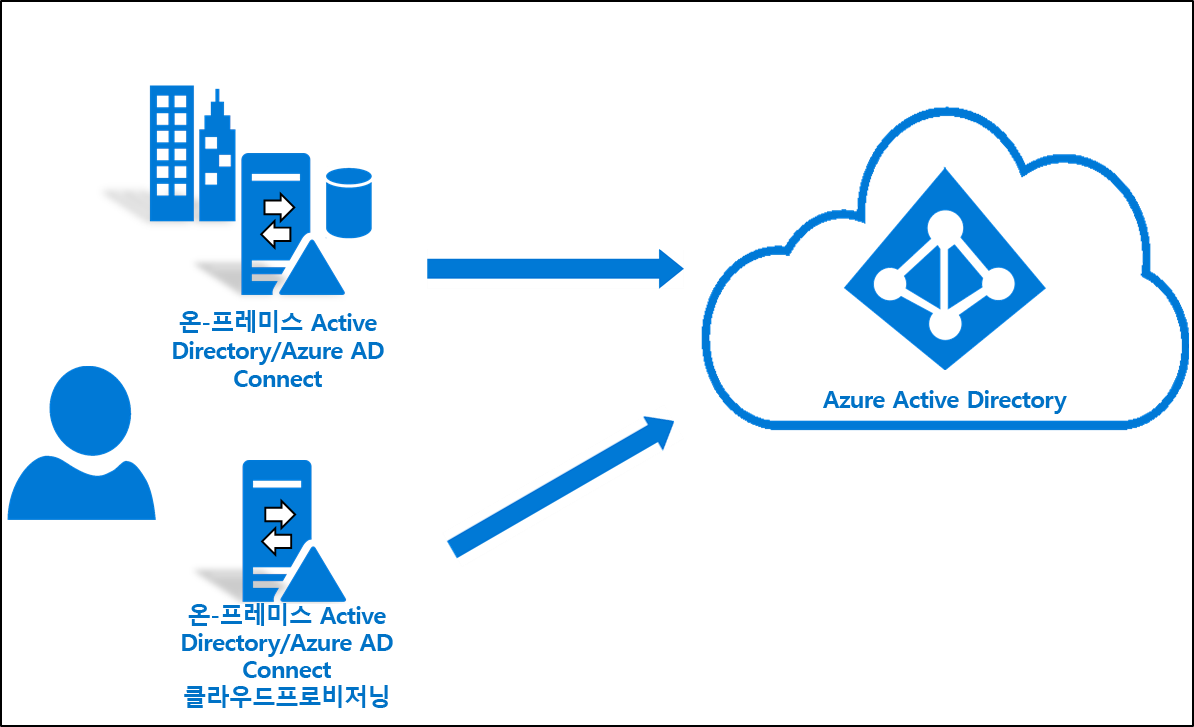 온-프레미스 Active
Directory/Azure AD
Connect
Azure Active Directory
온-프레미스 Active
Directory/Azure AD
Connect
클라우드프로비저닝